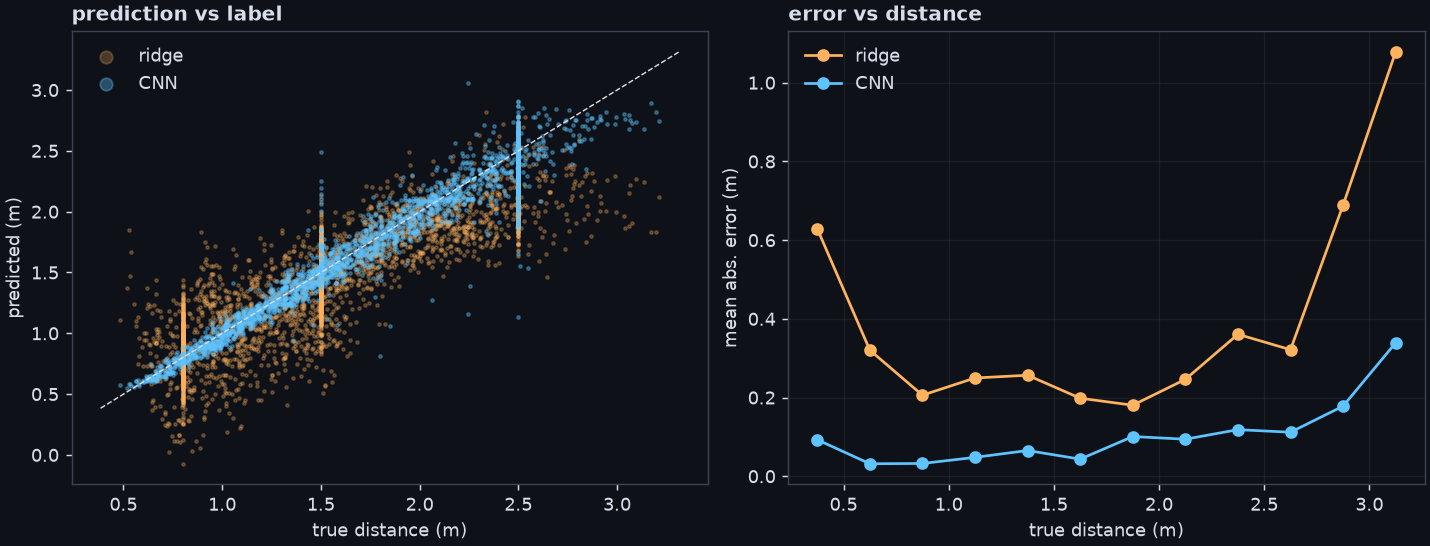 prediction vs label
ridge
CNN
3.0
2.5
2.0
1.5
1.0
0.5
0.0
predicted (m)
0.5
1.0
1.5
2.0
2.5
3.0
true distance (m)
error vs distance
ridge
CNN
1.0
0.8
0.6
0.4
0.2
0.0
mean abs. error (m)
0.5
1.0
1.5
2.0
2.5
3.0
true distance (m)